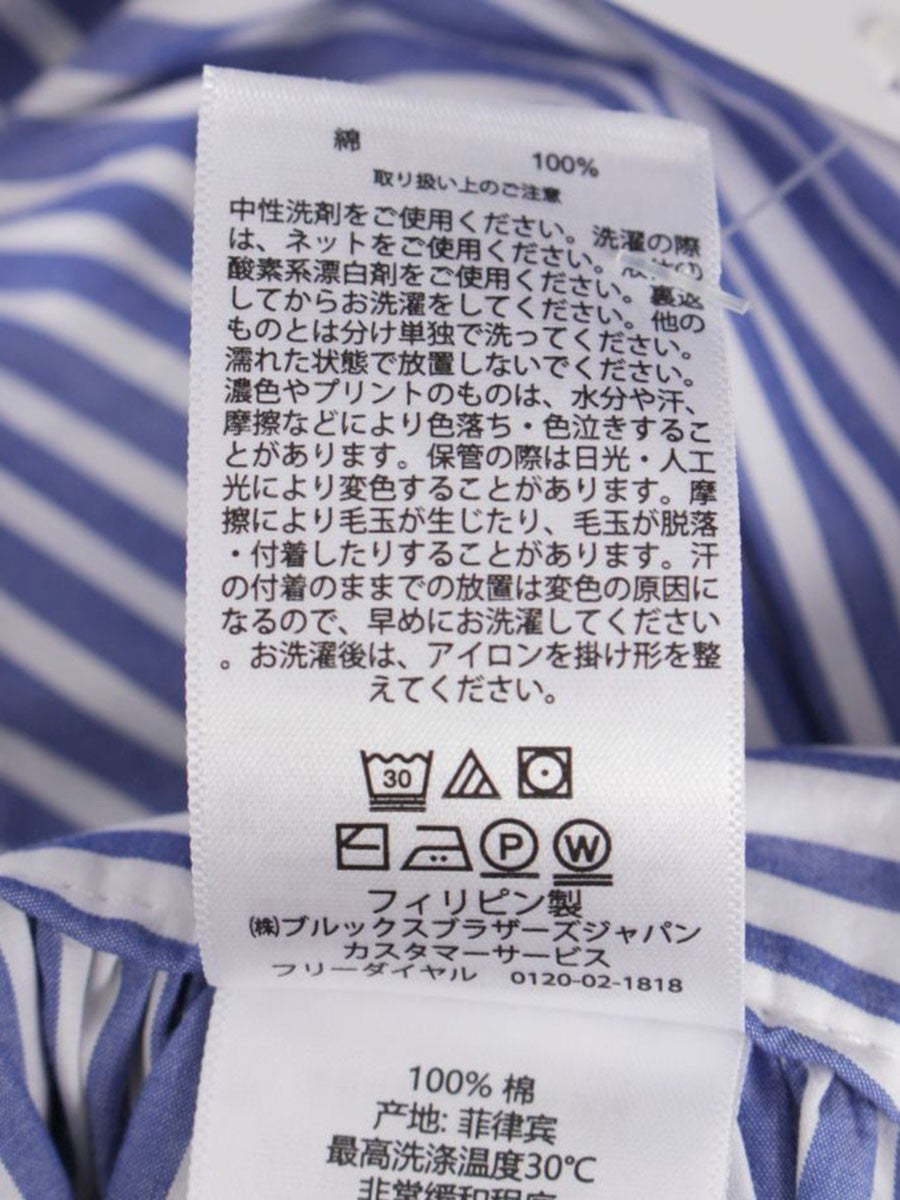 綿
100%
取り扱い上のご注意
中性洗剤をご使用ください。洗濯の際
は、ネットをご使用ください。
酸素系漂白剤をご使用ください。裏返
してからお洗濯をしてください。他の
ものとは分け単独で洗ってください。
濡れた状態で放置しないでください。
濃色やプリントのものは、水分や汗、
摩擦などにより色落ち・色泣きするこ
とがあります。保管の際は日光・人工
光により変色することがあります。摩
擦により毛玉が生じたり、毛玉が脱落
・付着したりすることがあります。汗
の付着のままでの放置は変色の原因に
なるので、早めにお洗濯してください
。お洗濯後は、アイロンを掛け形を整
えてください。
30
P W
フィリピン製
㈱ブルックスブラザーズジャパン
カスタマーサービス
フリーダイヤル 0120-02-1818
100% 棉
产地: 菲律宾
最高洗涤温度30℃
非常缓和程序